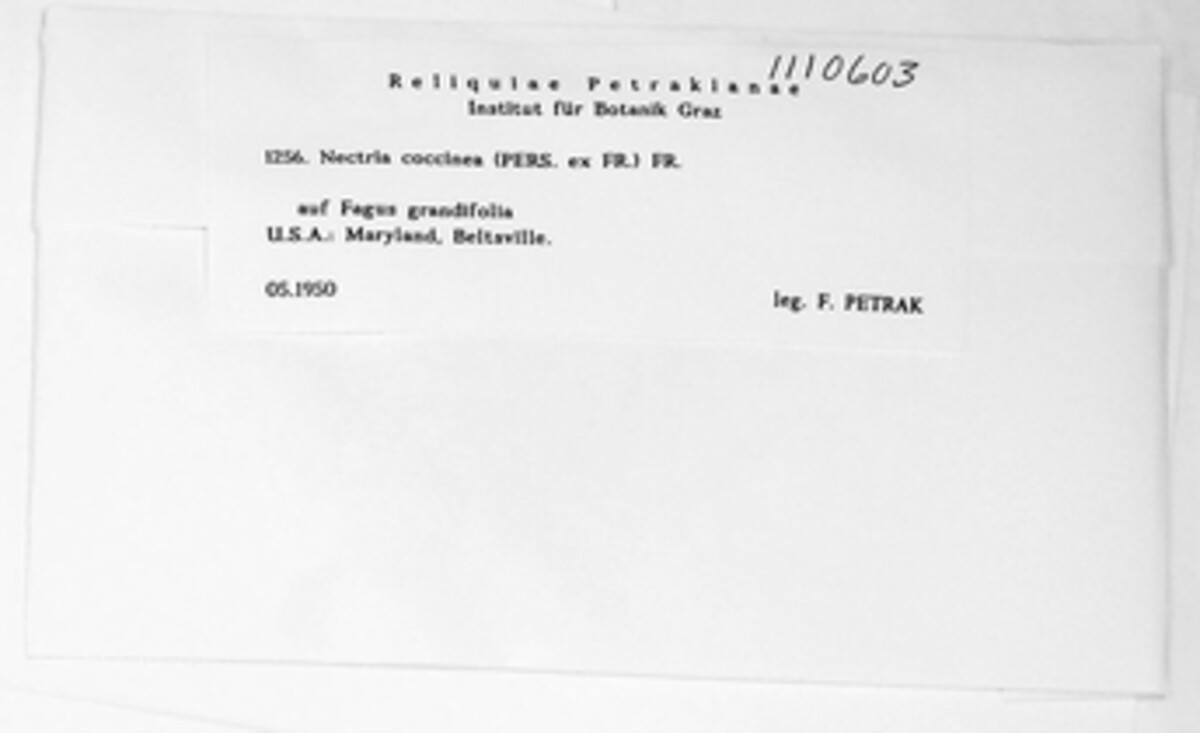 1110603
Reliquiae Petrakianae
Institut für Botanik Graz
1256. Nectria coccinea (PERS. ex FR.) FR.
auf Fagus grandifolia
U.S.A.: Maryland, Beltsville.
05.1950
leg. F. PETRAK